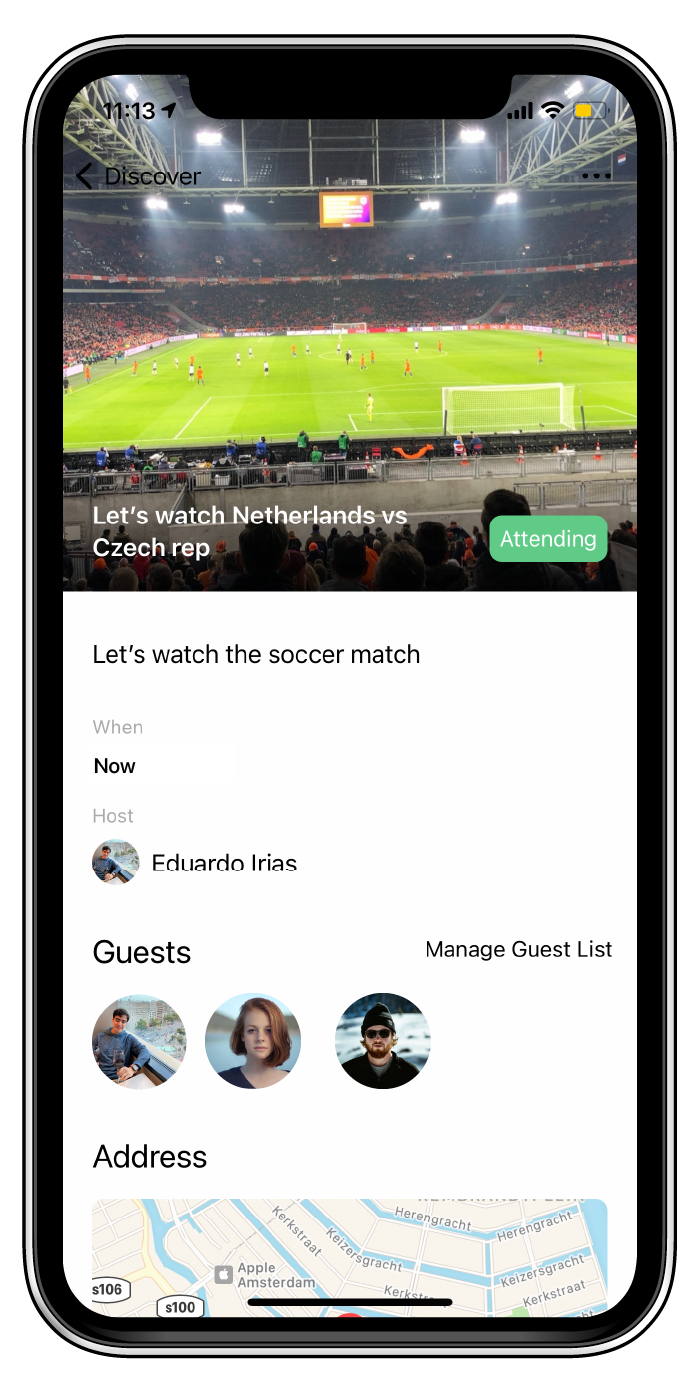 11:13
Discover
Let's watch Netherlands vs
Czech rep
Attending
Let's watch the soccer match
When
Now
Host
Eduardo Irias
Guests
Manage Guest List
Address
Herengracht
Herengracht
Kerkstraat
Keizersgracht
Apple
Amsterdam
Keizersgracht
Kerkstraat
s106
s100